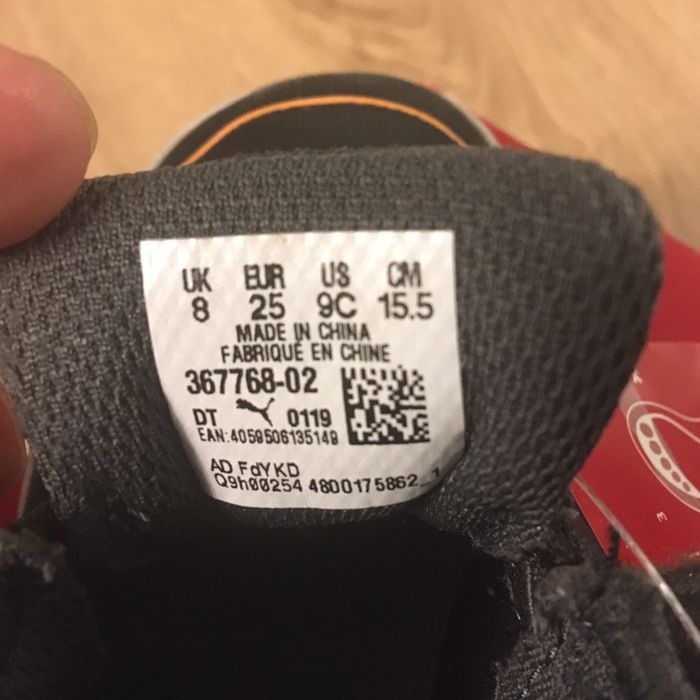 UK EUR US CM
8 25 9C 15.5
MADE IN CHINA
FABRIQUÉ EN CHINE
367768-02
DT 0119
EAN:4059506135149
AD FdYKD
Q9h00254 4800175862_1